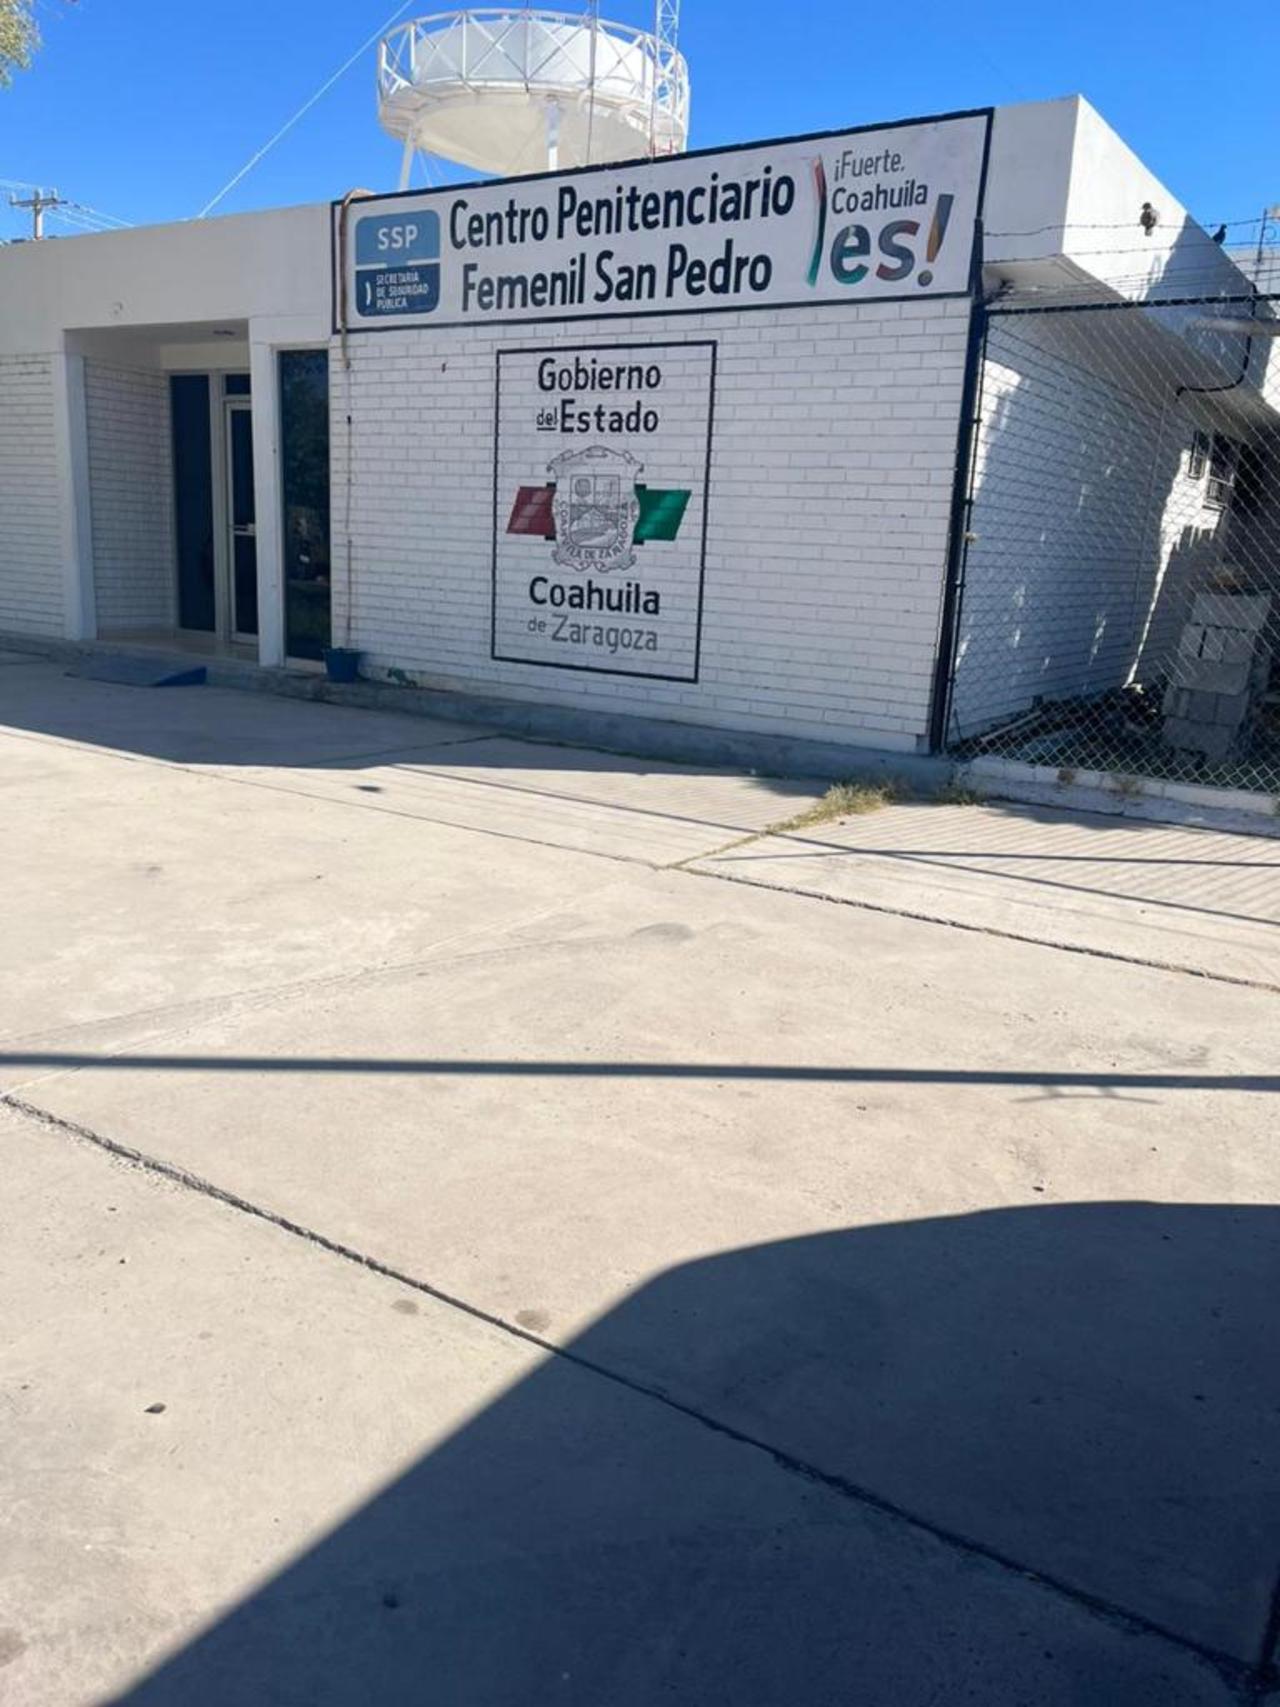 SSP
SECRETARIA
DE SEGURIDAD
PÚBLICA
Centro Penitenciario
Femenil San Pedro
¡Fuerte,
Coahuila
es!
Gobierno
del Estado
COAHUILA DE ZARAGOZA
Coahuila
de Zaragoza